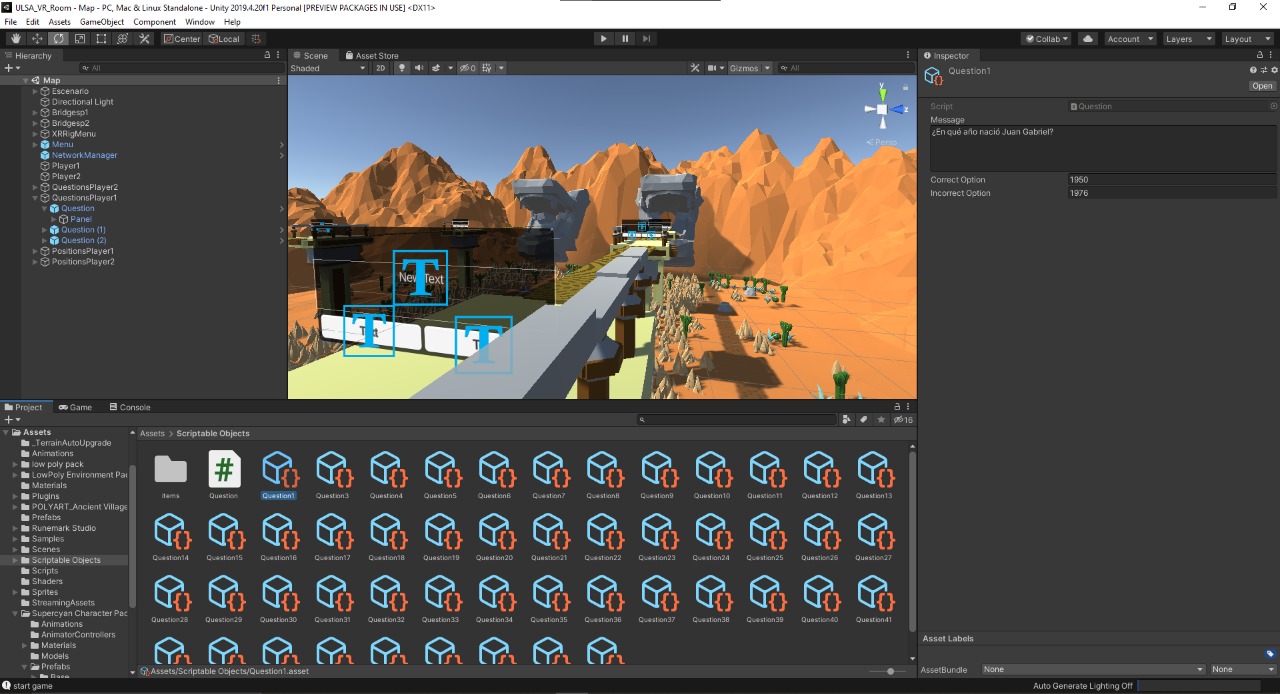 ULSA_VR_Room - Map - PC, Mac & Linux Standalone - Unity 2019.4.20f1 Personal [PREVIEW PACKAGES IN USE] <DX11>
File Edit Assets GameObject Component Window Help
Center Local Collab Account Layers Layout
Hierarchy
All
Map
Escenario
Directional Light
Bridgesp1
Bridgesp2
XRRigMenu
Menu
NetworkManager
Player1
Player2
QuestionsPlayer2
QuestionsPlayer1
Question
Panel
Question (1)
Question (2)
PositionsPlayer1
PositionsPlayer2
Scene Asset Store
Shaded 2D 0 Gizmos All
y
z
Persp
New Text
Inspector
Question1
Open
Script Question
Message
¿En qué año nació Juan Gabriel?
Correct Option 1950
Incorrect Option 1976
Asset Labels
AssetBundle None None
Project Game Console
16
Assets
_TerrainAutoUpgrade
Animations
low poly pack
LowPoly Environment Pac
Materials
Plugins
POLYART_Ancient Village
Prefabs
Runemark Studio
Samples
Scenes
Scriptable Objects
Scripts
Shaders
Sprites
StreamingAssets
Supercyan Character Pac
Animations
AnimatorControllers
Materials
Models
Prefabs
Base
Assets > Scriptable Objects
Items Question Question1 Question3 Question4 Question5 Question6 Question7 Question8 Question9 Question10 Question11 Question12 Question13
Question14 Question15 Question16 Question17 Question18 Question19 Question20 Question21 Question22 Question23 Question24 Question25 Question26 Question27
Question28 Question29 Question30 Question31 Question32 Question33 Question34 Question35 Question36 Question37 Question38 Question39 Question40 Question41
Assets/Scriptable Objects/Question1.asset
start game
Auto Generate Lighting Off